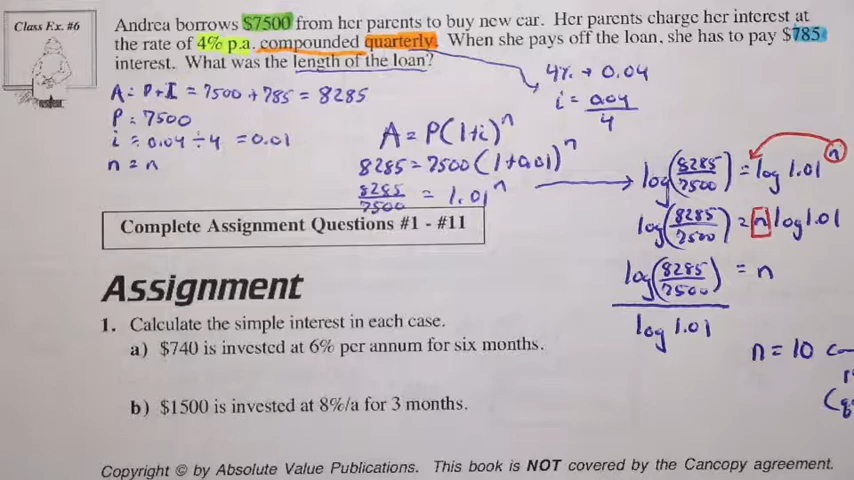 Class Ex. #6
Andrea borrows $7500 from her parents to buy new car. Her parents charge her interest at
the rate of 4% p.a. compounded quarterly. When she pays off the loan, she has to pay $785
interest. What was the length of the loan?
A = P+I = 7500 + 785 = 8285
P = 7500
i = 0.04 ÷ 4 = 0.01
n = n
4% → 0.04
i = 0.04
4
A = P(1+i)^n
8285 = 7500(1+0.01)^n
8285/7500 = 1.01^n
log(8285/7500) = log 1.01^n
log(8285/7500) = n log 1.01
log(8285/7500) = n
log 1.01
n = 10
Complete Assignment Questions #1 - #11
Assignment
1. Calculate the simple interest in each case.
a) $740 is invested at 6% per annum for six months.
b) $1500 is invested at 8%/a for 3 months.
Copyright © by Absolute Value Publications. This book is NOT covered by the Cancopy agreement.